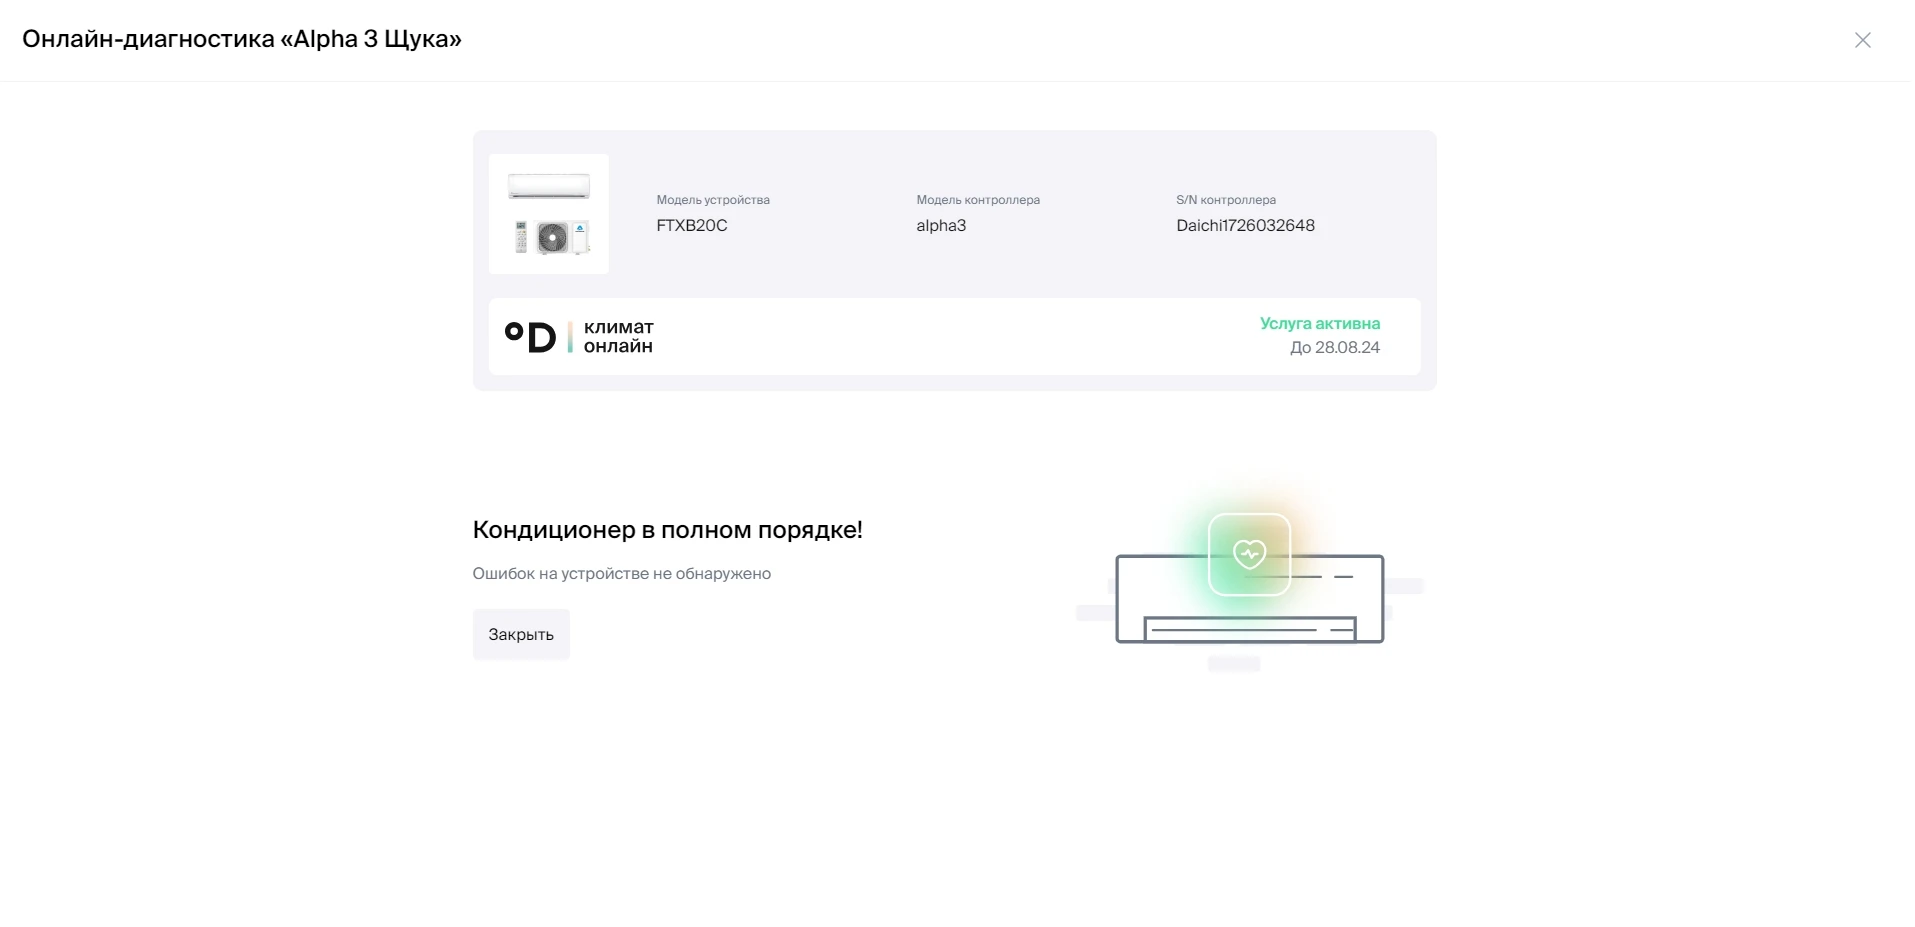 Онлайн-диагностика «Alpha 3 Щука»
Модель устройства
FTXB20C
Модель контроллера
alpha3
S/N контроллера
Daichi1726032648
°D
климат
онлайн
Услуга активна
До 28.08.24
Кондиционер в полном порядке!
Ошибок на устройстве не обнаружено
Закрыть